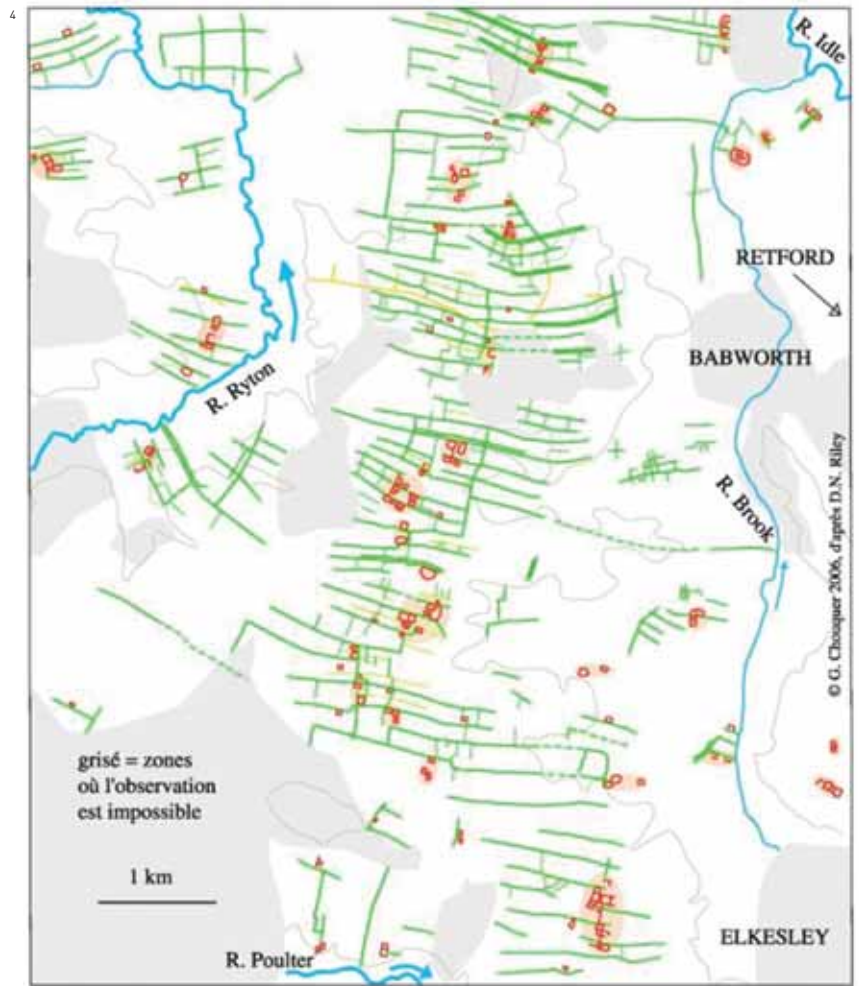 4
R. Idle
RETFORD
BABWORTH
R. Ryton
R. Brook
© G. Chouquer 2006, d'après D.N. Riley
grisé = zones
où l'observation
est impossible
1 km
ELKESLEY
R. Poulter